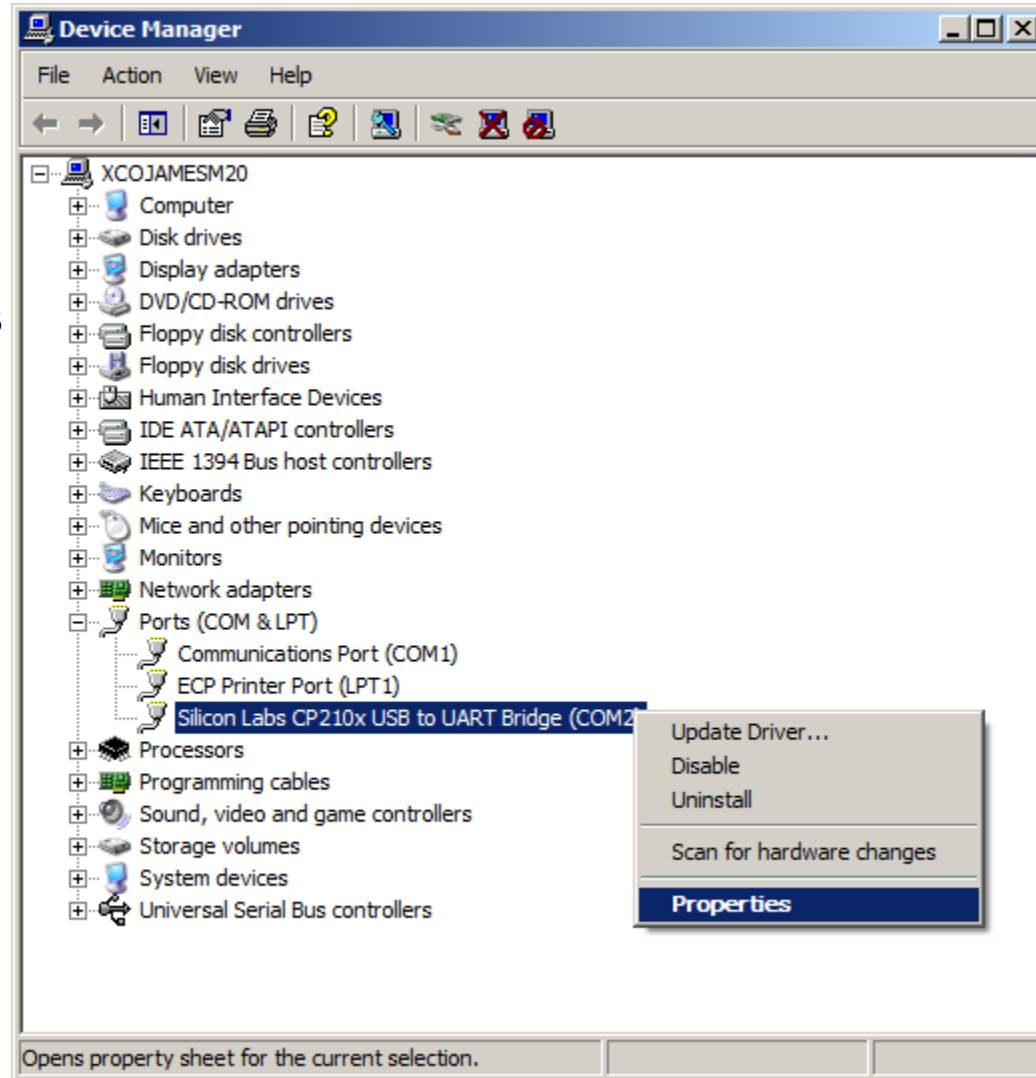 Device Manager
File Action View Help
XCOJAMESM20
Computer
Disk drives
Display adapters
DVD/CD-ROM drives
Floppy disk controllers
Floppy disk drives
Human Interface Devices
IDE ATA/ATAPI controllers
IEEE 1394 Bus host controllers
Keyboards
Mice and other pointing devices
Monitors
Network adapters
Ports (COM & LPT)
Communications Port (COM1)
ECP Printer Port (LPT1)
Silicon Labs CP210x USB to UART Bridge (COM2)
Update Driver...
Disable
Uninstall
Scan for hardware changes
Properties
Processors
Programming cables
Sound, video and game controllers
Storage volumes
System devices
Universal Serial Bus controllers
Opens property sheet for the current selection.